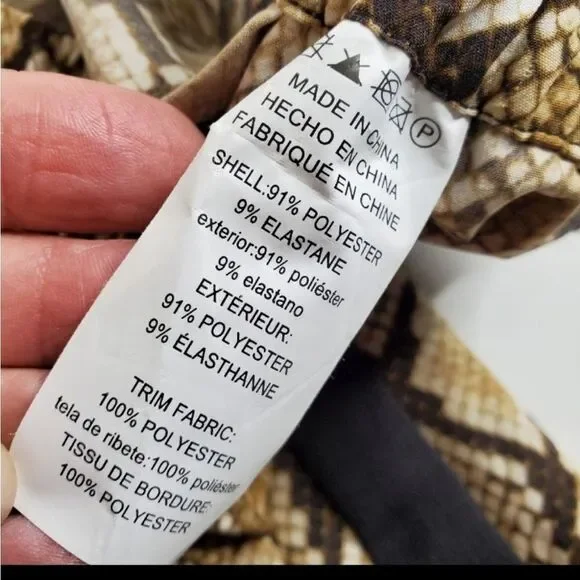 P
MADE IN CHINA
HECHO EN CHINA
FABRIQUÉ EN CHINE
SHELL:91% POLYESTER
9% ELASTANE
exterior:91% poliéster
9% elastano
EXTÉRIEUR:
91% POLYESTER
9% ÉLASTHANNE
TRIM FABRIC:
100% POLYESTER
tela de ribete:100% poliéster
TISSU DE BORDURE:
100% POLYESTER